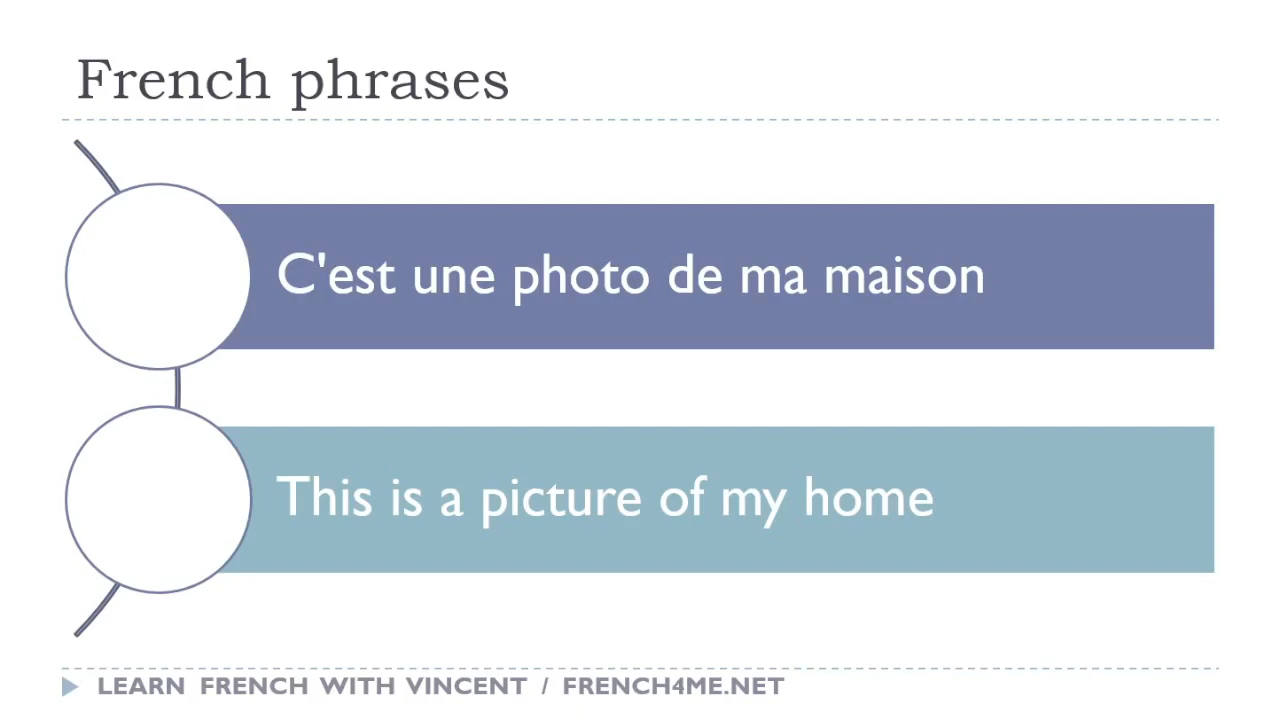 French phrases
C'est une photo de ma maison
This is a picture of my home
LEARN FRENCH WITH VINCENT / FRENCH4ME.NET